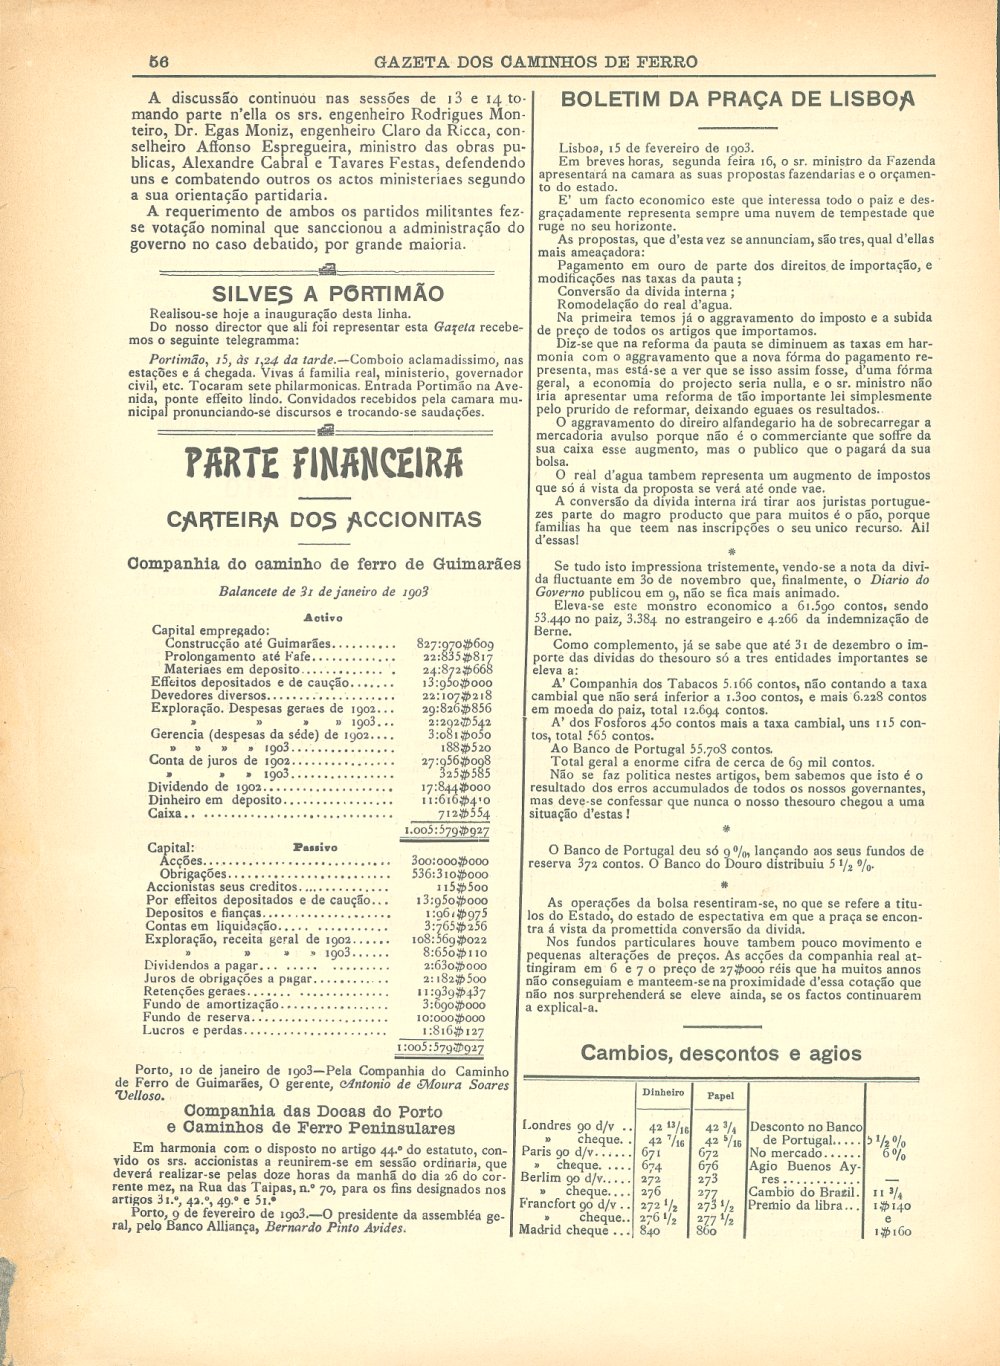 56
GAZETA DOS CAMINHOS DE FERRO
A discussão continuou nas sessões de 13 e 14 to-
mando parte n'ella os srs. engenheiro Rodrigues Mon-
teiro, Dr. Egas Moniz, engenheiro Claro da Ricca, con-
selheiro Affonso Espregueira, ministro das obras pu-
blicas, Alexandre Cabral e Tavares Festas, defendendo
uns e combatendo outros os actos ministeriaes segundo
a sua orientação partidaria.
A requerimento de ambos os partidos militantes fez-
se votação nominal que sanccionou a administração do
governo no caso debatido, por grande maioria.
SILVES A PORTIMÃO
Realisou-se hoje a inauguração desta linha.
Do nosso director que ali foi representar esta Gazeta recebe-
mos o seguinte telegramma:
Portimão, 15, às 1,24 da tarde.—Comboio aclamadissimo, nas
estações e á chegada. Vivas á familia real, ministerio, governador
civil, etc. Tocaram sete philarmonicas. Entrada Portimão na Ave-
nida, ponte effeito lindo. Convidados recebidos pela camara mu-
nicipal pronunciando-se discursos e trocando-se saudações.
PARTE FINANCEIRA
CARTEIRA DOS ACCIONITAS
Companhia do caminho de ferro de Guimarães
Balancete de 31 de janeiro de 1903
Activo
Capital empregado:
Construcção até Guimarães.......... 827:970$609
Prolongamento até Fafe............ 22:835$817
Materiaes em deposito............ 24:872$668
Effeitos depositados e de caução....... 13:950$000
Devedores diversos................... 22:107$218
Exploração. Despesas geraes de 1902... 29:826$856
» » » » 1903... 2:292$542
Gerencia (despesas da séde) de 1902.... 3:081$050
» » » » 1903.............. 188$520
Conta de juros de 1902............... 27:956$098
» » » 1903............... 325$585
Dividendo de 1902................... 17:844$000
Dinheiro em deposito................ 11:616$410
Caixa.............................. 712$554
1.005:579$927
Capital: Passivo
Acções............................ 300:000$000
Obrigações........................ 536:310$000
Accionistas seus creditos.............. 115$500
Por effeitos depositados e de caução... 13:950$000
Depositos e fianças................... 1:961$975
Contas em liquidação................ 3:765$256
Exploração, receita geral de 1902...... 108:569$022
» » » » 1903...... 8:650$110
Dividendos a pagar................... 2:630$000
Juros de obrigações a pagar........... 2:182$500
Retenções geraes..................... 11:939$437
Fundo de amortização................ 3:690$000
Fundo de reserva.................... 10:000$000
Lucros e perdas..................... 1:816$127
1:005:579$927
Porto, 10 de janeiro de 1903—Pela Companhia do Caminho
de Ferro de Guimarães, O gerente, Antonio de Moura Soares
Velloso.
Companhia das Docas do Porto
e Caminhos de Ferro Peninsulares
Em harmonia com o disposto no artigo 44.º do estatuto, con-
vido os srs. accionistas a reunirem-se em sessão ordinaria, que
deverá realizar-se pelas doze horas da manhã do dia 26 do cor-
rente mez, na Rua das Taipas, n.º 70, para os fins designados nos
artigos 31.º, 42.º, 49.º e 51.º
Porto, 9 de fevereiro de 1903.—O presidente da assembléa ge-
ral, pelo Banco Alliança, Bernardo Pinto Avides.
BOLETIM DA PRAÇA DE LISBOA
Lisboa, 15 de fevereiro de 1903.
Em breves horas, segunda feira 16, o sr. ministro da Fazenda
apresentará na camara as suas propostas fazendarias e o orçamen-
to do estado.
E' um facto economico este que interessa todo o paiz e des-
graçadamente representa sempre uma nuvem de tempestade que
ruge no seu horizonte.
As propostas, que d'esta vez se annunciam, são tres, qual d'ellas
mais ameaçadora:
Pagamento em ouro de parte dos direitos de importação, e
modificações nas taxas da pauta ;
Conversão da divida interna ;
Romodelação do real d'agua.
Na primeira temos já o aggravamento do imposto e a subida
de preço de todos os artigos que importamos.
Diz-se que na reforma da pauta se diminuem as taxas em har-
monia com o aggravamento que a nova fórma do pagamento re-
presenta, mas está-se a ver que se isso assim fosse, d'uma fórma
geral, a economia do projecto seria nulla, e o sr. ministro não
iria apresentar uma reforma de tão importante lei simplesmente
pelo prurido de reformar, deixando eguaes os resultados.
O aggravamento do direiro alfandegario ha de sobrecarregar a
mercadoria avulso porque não é o commerciante que soffre da
sua caixa esse augmento, mas o publico que o pagará da sua
bolsa.
O real d'agua tambem representa um augmento de impostos
que só á vista da proposta se verá até onde vae.
A conversão da divida interna irá tirar aos juristas portugue-
zes parte do magro producto que para muitos é o pão, porque
familias ha que teem nas inscripções o seu unico recurso. Ail
d'essas!
*
Se tudo isto impressiona tristemente, vendo-se a nota da divi-
da fluctuante em 30 de novembro que, finalmente, o Diario do
Governo publicou em 9, não se fica mais animado.
Eleva-se este monstro economico a 61.590 contos, sendo
53.440 no paiz, 3.384 no estrangeiro e 4.266 da indemnização de
Berne.
Como complemento, já se sabe que até 31 de dezembro o im-
porte das dividas do thesouro só a tres entidades importantes se
eleva a:
A' Companhia dos Tabacos 5.166 contos, não contando a taxa
cambial que não será inferior a 1.300 contos, e mais 6.228 contos
em moeda do paiz, total 12.694 contos.
A' dos Fosforos 450 contos mais a taxa cambial, uns 115 con-
tos, total 565 contos.
Ao Banco de Portugal 55.708 contos.
Total geral a enorme cifra de cerca de 69 mil contos.
Não se faz politica nestes artigos, bem sabemos que isto é o
resultado dos erros accumulados de todos os nossos governantes,
mas deve-se confessar que nunca o nosso thesouro chegou a uma
situação d'estas !
*
O Banco de Portugal deu só 9 %, lançando aos seus fundos de
reserva 372 contos. O Banco do Douro distribuiu 5 1/2 %.
*
As operações da bolsa resentiram-se, no que se refere a titu-
los do Estado, do estado de espectativa em que a praça se encon-
tra á vista da promettida conversão da divida.
Nos fundos particulares houve tambem pouco movimento e
pequenas alterações de preços. As acções da companhia real at-
tingiram em 6 e 7 o preço de 27$000 réis que ha muitos annos
não conseguiam e manteem-se na proximidade d'essa cotação que
não nos surprehenderá se eleve ainda, se os factos continuarem
a explical-a.
Cambios, descontos e agios
Dinheiro Papel
Londres 90 d/v .. 42 13/16 42 3/4 Desconto no Banco
» cheque.. 42 7/16 42 5/16 de Portugal..... 5 1/2 %
Paris 90 d/v...... 671 672 No mercado...... 6 %
» cheque..... 674 676 Agio Buenos Ay-
Berlim 90 d/v..... 272 273 res............ —
» cheque.... 276 277 Cambio do Brazil. 11 3/4
Francfort 90 d/v.. 272 1/2 273 1/2 Premio da libra... 1$140
» cheque.. 276 1/2 277 1/2 e
Madrid cheque ... 840 860 1$160